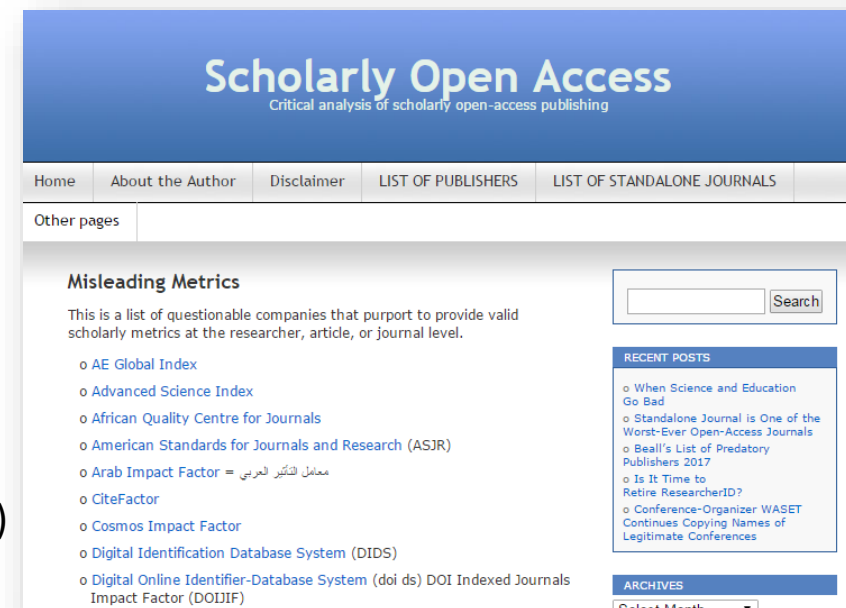 Scholarly Open Access
Critical analysis of scholarly open-access publishing
Home About the Author Disclaimer LIST OF PUBLISHERS LIST OF STANDALONE JOURNALS
Other pages
Misleading Metrics
This is a list of questionable companies that purport to provide valid
scholarly metrics at the researcher, article, or journal level.
o AE Global Index
o Advanced Science Index
o African Quality Centre for Journals
o American Standards for Journals and Research (ASJR)
o Arab Impact Factor = معامل التأثير العربي
o CiteFactor
o Cosmos Impact Factor
o Digital Identification Database System (DIDS)
o Digital Online Identifier-Database System (doi ds) DOI Indexed Journals
Impact Factor (DOIJIF)
)
Search
RECENT POSTS
o When Science and Education
Go Bad
o Standalone Journal is One of the
Worst-Ever Open-Access Journals
o Beall's List of Predatory
Publishers 2017
o Is It Time to
Retire ResearcherID?
o Conference-Organizer WASET
Continues Copying Names of
Legitimate Conferences
ARCHIVES
Select Month